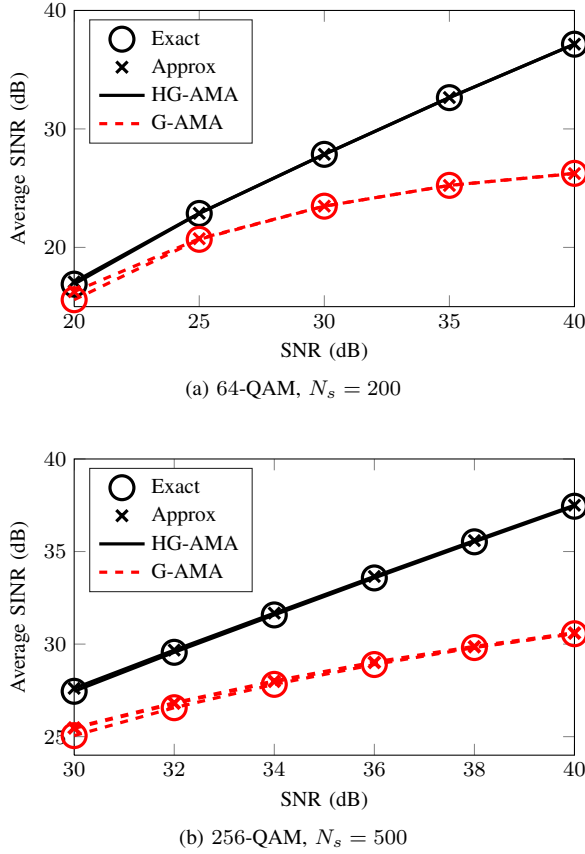 40
30
20
Average SINR (dB)
Exact
Approx
HG-AMA
G-AMA
20 25 30 35 40
SNR (dB)
(a) 64-QAM, N_s = 200
40
35
30
25
Average SINR (dB)
Exact
Approx
HG-AMA
G-AMA
30 32 34 36 38 40
SNR (dB)
(b) 256-QAM, N_s = 500